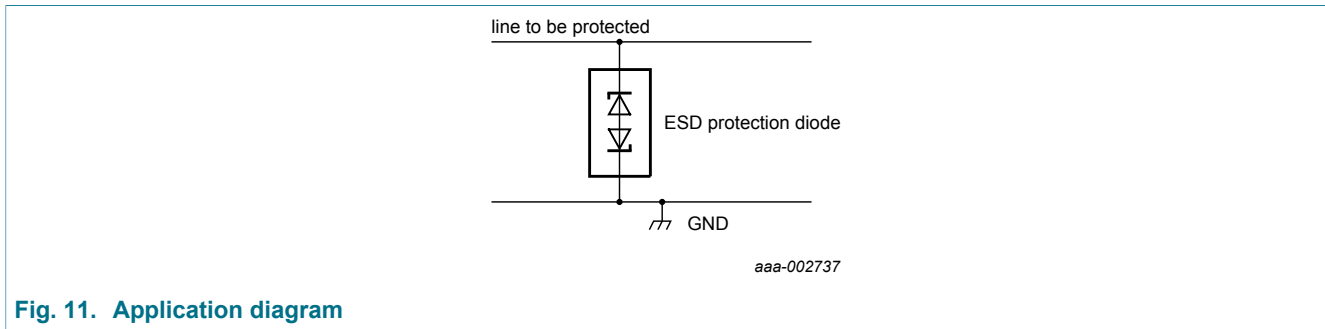 line to be protected
ESD protection diode
GND
aaa-002737
Fig. 11. Application diagram